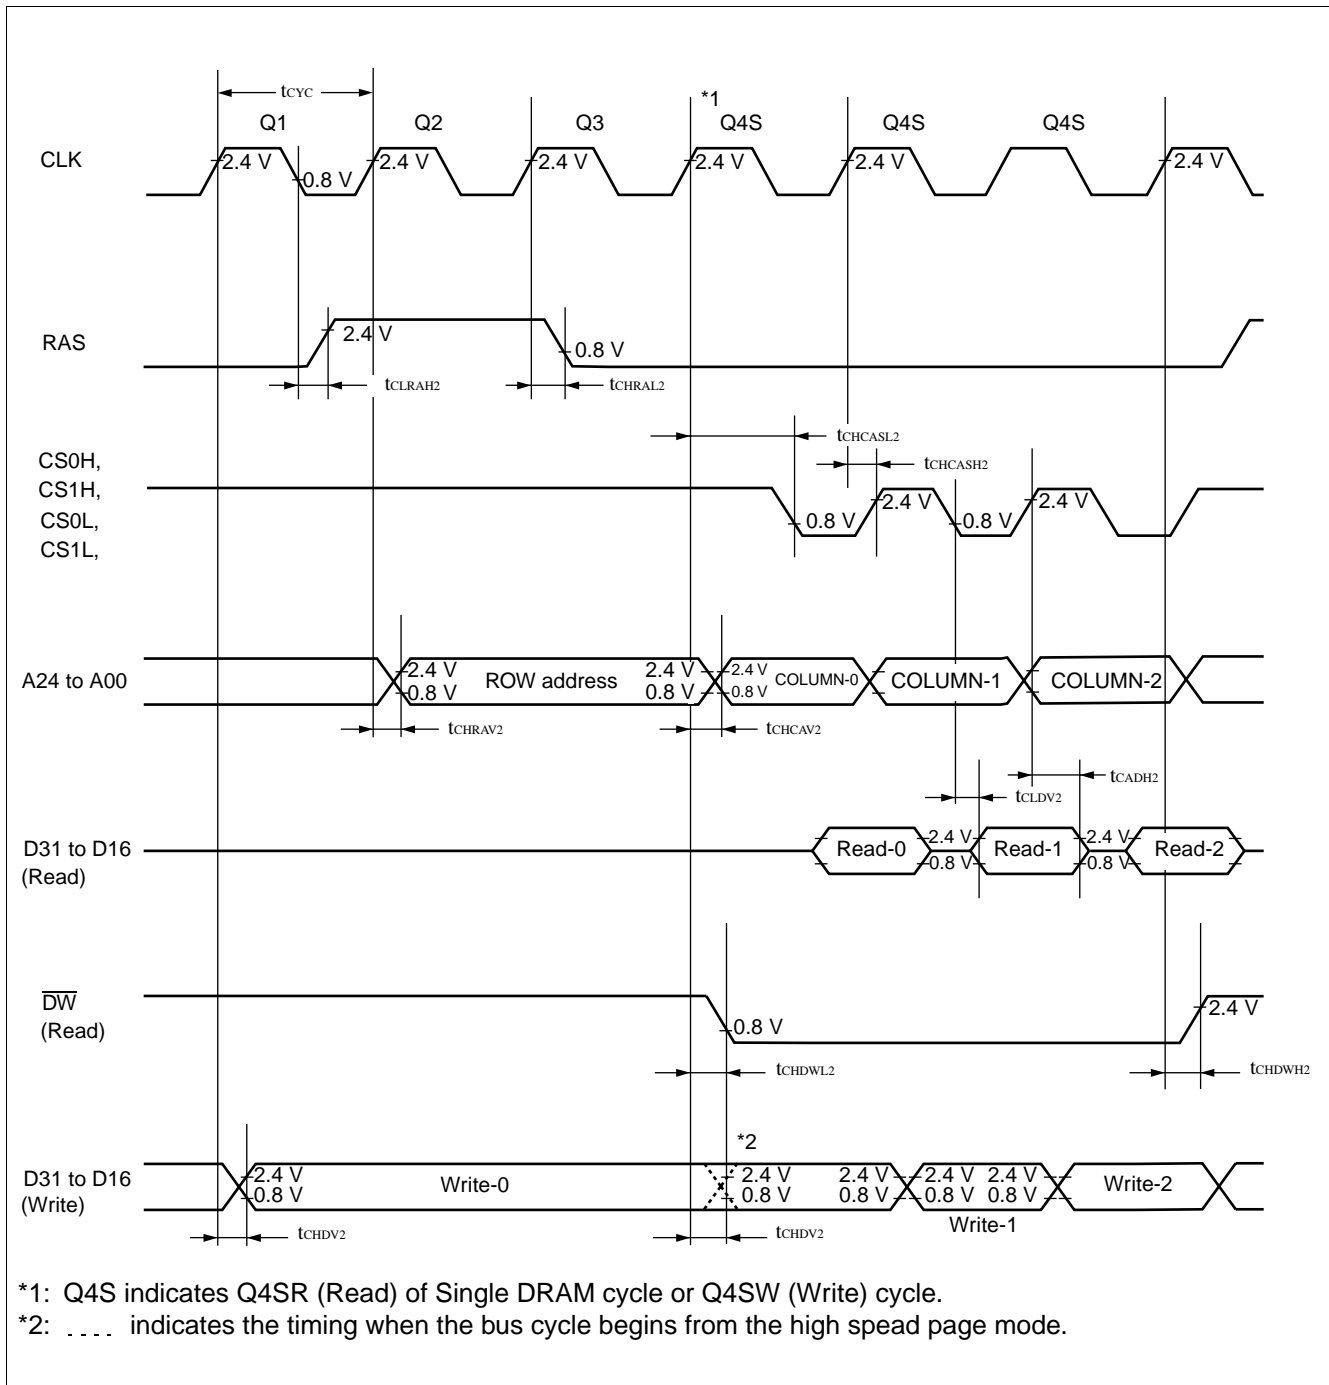 tCYC
*1
Q1 Q2 Q3 Q4S Q4S Q4S
CLK 2.4 V 0.8 V 2.4 V 2.4 V 2.4 V 2.4 V 2.4 V
RAS 2.4 V 0.8 V
tCLRAH2 tCHRAL2
tCHCASL2
CS0H, tCHCASH2
CS1H, 2.4 V 2.4 V
CS0L, 0.8 V 0.8 V
CS1L,
A24 to A00 2.4 V 0.8 V ROW address 2.4 V 0.8 V 2.4 V 0.8 V COLUMN-0 COLUMN-1 COLUMN-2
tCHRAV2 tCHCAV2
tCADH2
tCLDV2
D31 to D16 Read-0 2.4 V 0.8 V Read-1 2.4 V 0.8 V Read-2
(Read)
DW 2.4 V
(Read) 0.8 V
tCHDWL2 tCHDWH2
*2
D31 to D16 2.4 V 0.8 V Write-0 2.4 V 0.8 V 2.4 V 0.8 V 2.4 V 0.8 V 2.4 V 0.8 V Write-2
(Write) Write-1
tCHDV2 tCHDV2
*1: Q4S indicates Q4SR (Read) of Single DRAM cycle or Q4SW (Write) cycle.
*2: .... indicates the timing when the bus cycle begins from the high spead page mode.